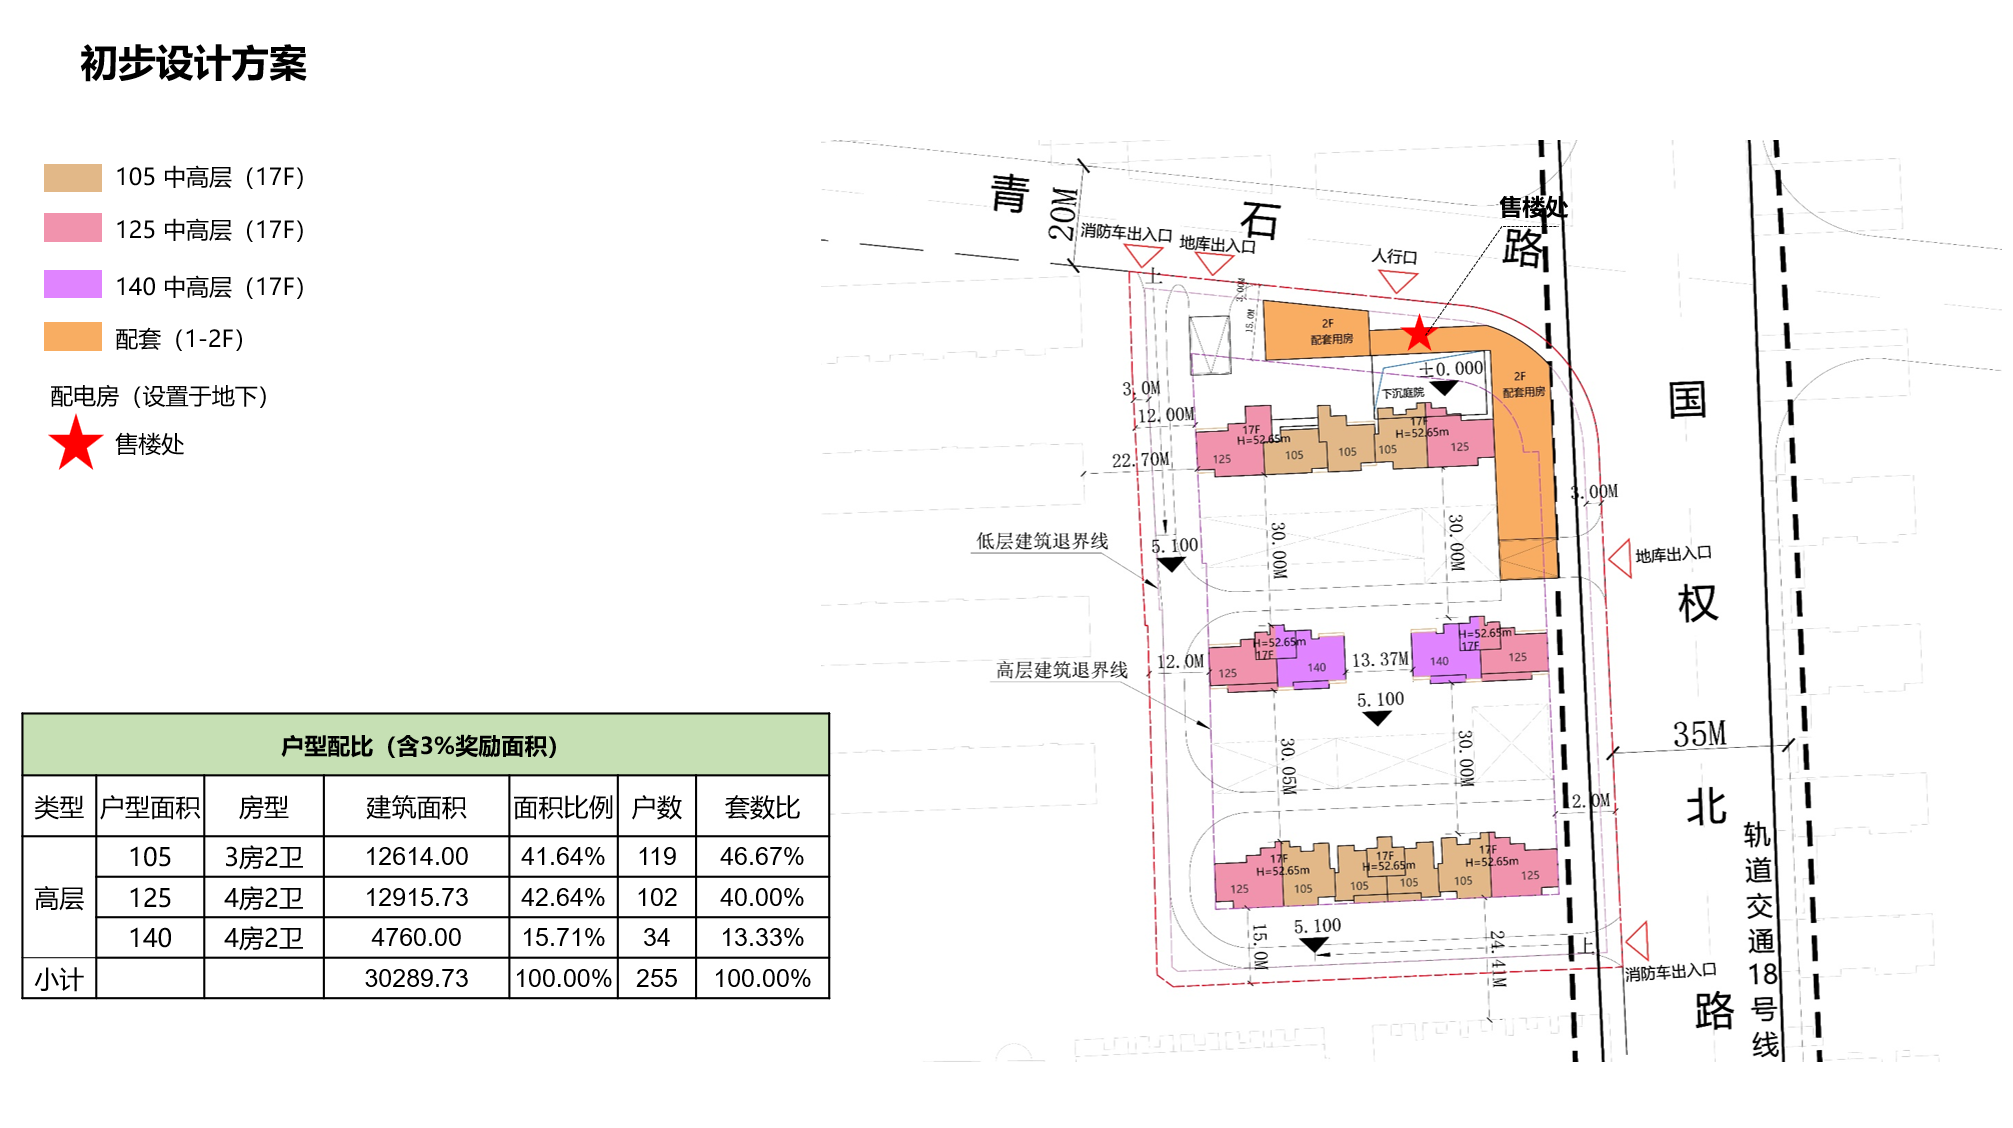 初步设计方案
105 中高层（17F）
125 中高层（17F）
140 中高层（17F）
配套（1-2F）
配电房（设置于地下）
售楼处
户型配比（含3%奖励面积）
类型 户型面积 房型 建筑面积 面积比例 户数 套数比
高层
105 3房2卫 12614.00 41.64% 119 46.67%
125 4房2卫 12915.73 42.64% 102 40.00%
140 4房2卫 4760.00 15.71% 34 13.33%
小计 30289.73 100.00% 255 100.00%
青
石
路
20M
售楼处
消防车出入口
地库出入口
人行口
上
15.0M
2F
配套用房
2F
配套用房
±0.000
下沉庭院
3.0M
12.00M
22.70M
17F
H=52.65m
17F
H=52.65m
125
105
105
105
125
3.00M
低层建筑退界线
5.100
30.00M
30.00M
地库出入口
高层建筑退界线
12.0M
H=52.65m
17F
125
140
13.37M
H=52.65m
17F
140
125
5.100
30.05M
30.00M
12.0M
17F
H=52.65m
17F
H=52.65m
17F
H=52.65m
125
105
105
105
105
125
5.100
15.0M
24.41M
上
消防车出入口
国
权
北
路
35M
轨
道
交
通
18
号
线